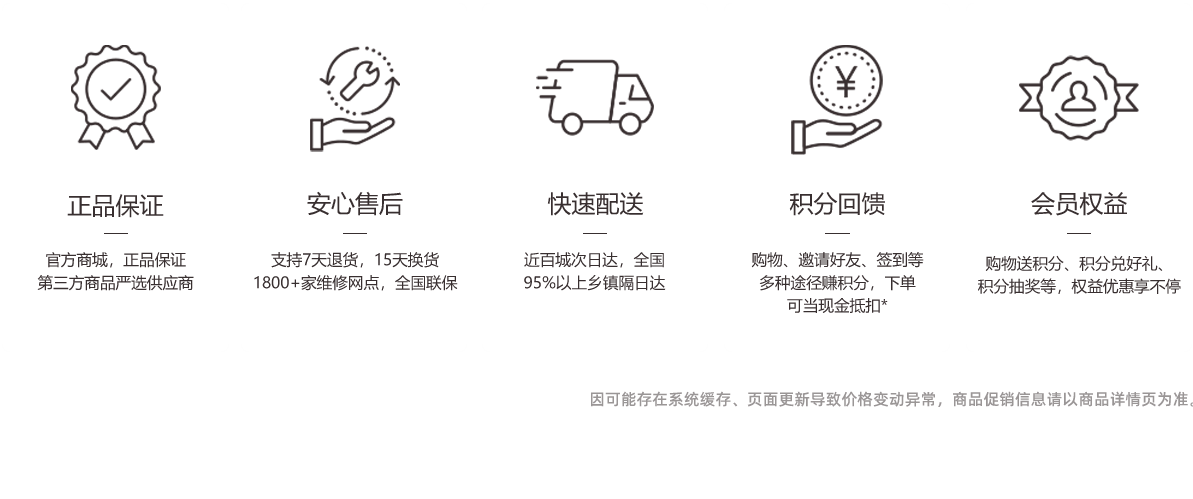 ¥
正品保证
官方商城，正品保证
第三方商品严选供应商
安心售后
支持7天退货，15天换货
1800+家维修网点，全国联保
快速配送
近百城次日达，全国
95%以上乡镇隔日达
积分回馈
购物、邀请好友、签到等
多种途径赚积分，下单
可当现金抵扣*
会员权益
购物送积分、积分兑好礼、
积分抽奖等，权益优惠享不停
因可能存在系统缓存、页面更新导致价格变动异常，商品促销信息请以商品详情页为准。